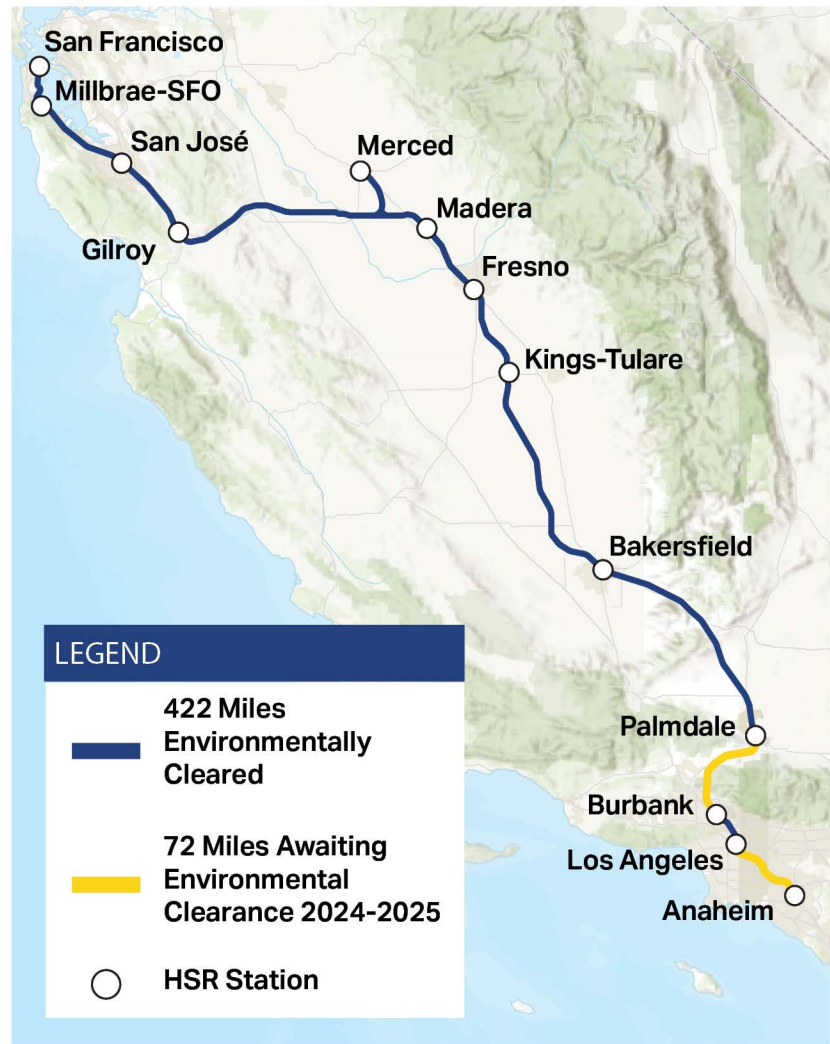 San Francisco
Millbrae-SFO
San José
Merced
Madera
Gilroy
Fresno
Kings-Tulare
Bakersfield
Palmdale
Burbank
Los Angeles
Anaheim
LEGEND
422 Miles
Environmentally
Cleared
72 Miles Awaiting
Environmental
Clearance 2024-2025
HSR Station